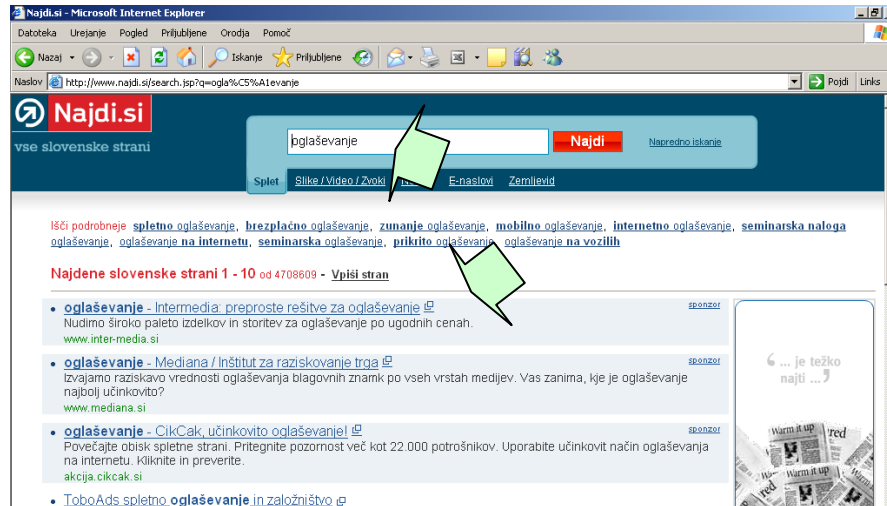 Najdi.si - Microsoft Internet Explorer
Datoteka Urejanje Pogled Priljubljene Orodja Pomoč
Nazaj Iskanje Priljubljene
Naslov http://www.najdi.si/search.jsp?q=ogla%C5%A1evanje Pojdi Links
Najdi.si
vse slovenske strani
oglaševanje Najdi Napredno iskanje
Splet Slike / Video / Zvoki E-naslovi Zemljevid
Išči podrobneje spletno oglaševanje, brezplačno oglaševanje, zunanje oglaševanje, mobilno oglaševanje, internetno oglaševanje, seminarska naloga
oglaševanje, oglaševanje na internetu, seminarska oglaševanje, prikrito oglaševanje, oglaševanje na vozilih
Najdene slovenske strani 1 - 10 od 4708609 - Vpiši stran
• oglaševanje - Intermedia: preproste rešitve za oglaševanje sponzor
Nudimo široko paleto izdelkov in storitev za oglaševanje po ugodnih cenah.
www.inter-media.si
• oglaševanje - Mediana / Inštitut za raziskovanje trga sponzor
Izvajamo raziskavo vrednosti oglaševanja blagovnih znamk po vseh vrstah medijev. Vas zanima, kje je oglaševanje
najbolj učinkovito?
www.mediana.si
• oglaševanje - CikCak, učinkovito oglaševanje! sponzor
Povečajte obisk spletne strani. Pritegnite pozornost več kot 22.000 potrošnikov. Uporabite učinkovit način oglaševanja
na internetu. Kliknite in preverite.
akcija.cikcak.si
• ToboAds spletno oglaševanje in založništvo
... je težko
najti ...
Warm it up red
Warm it up
red